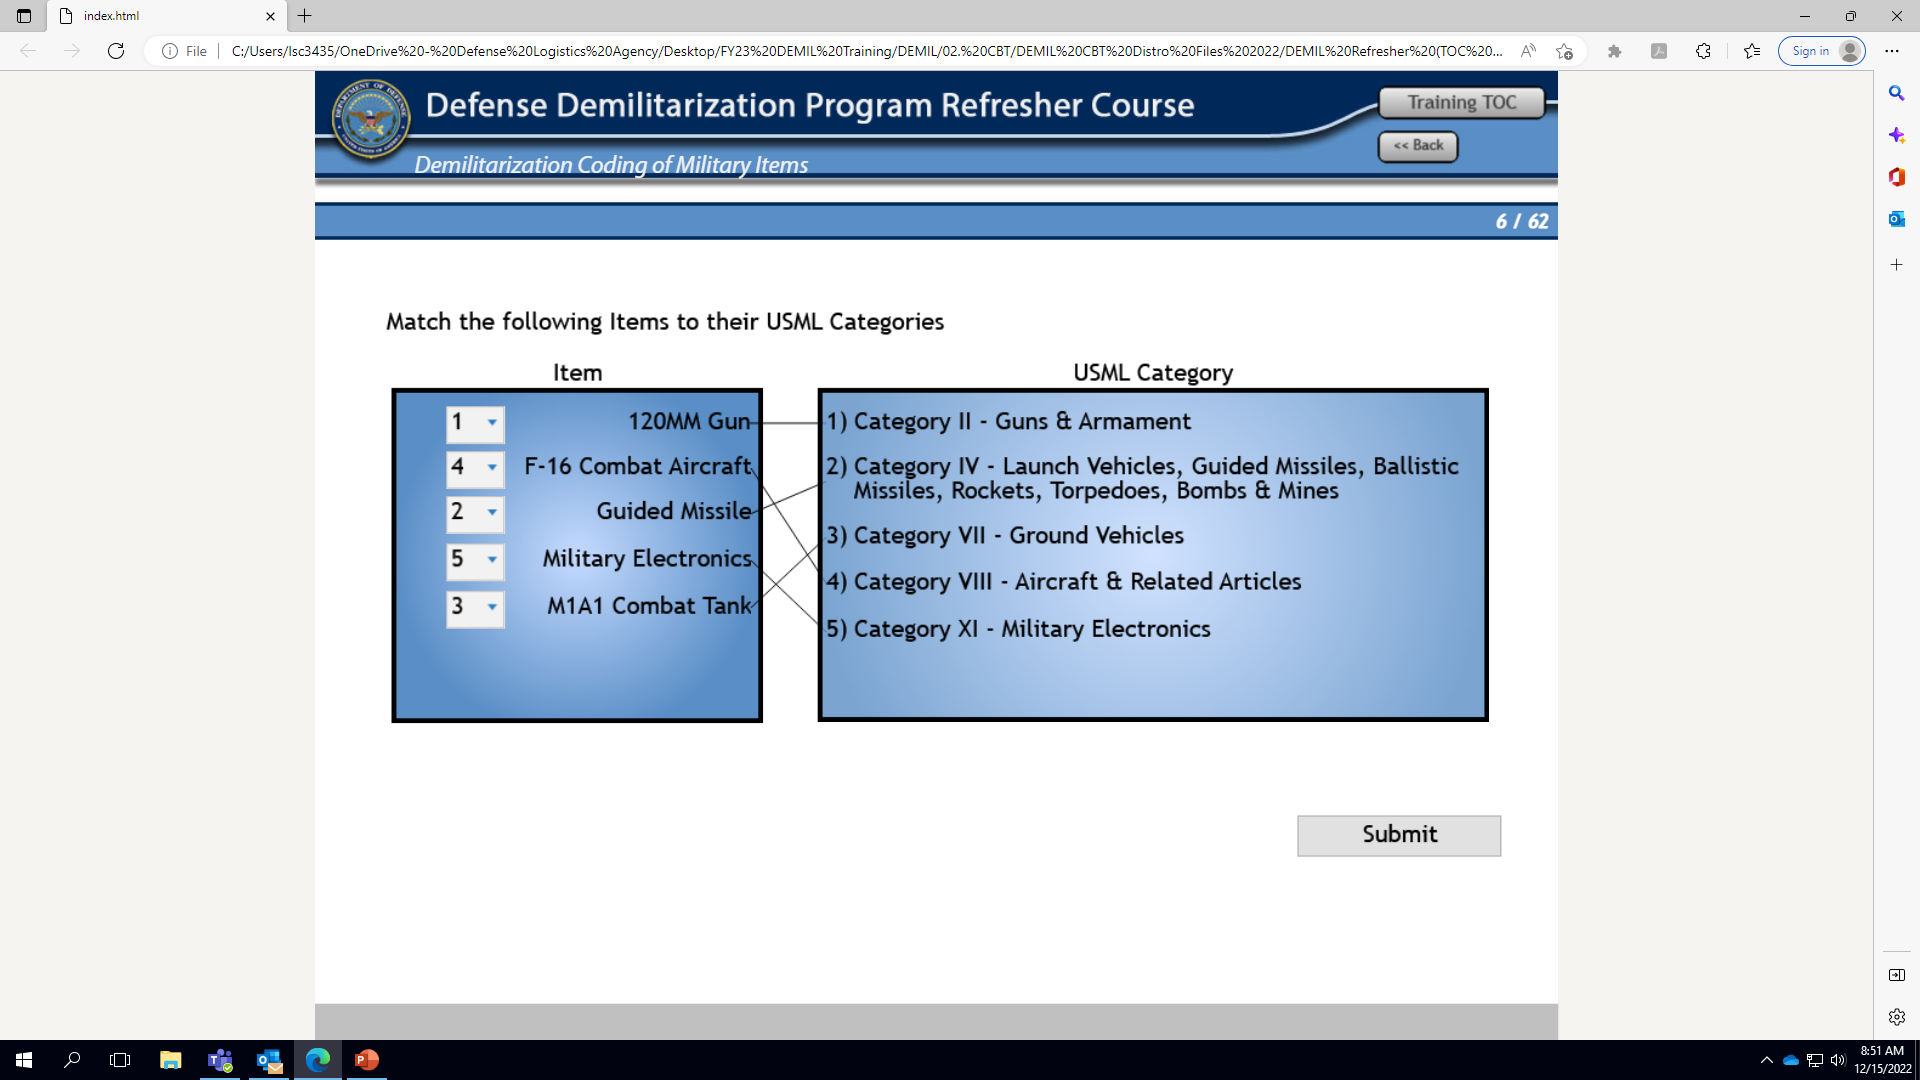 index.html
File
C:/Users/lsc3435/OneDrive%20-%20Defense%20Logistics%20Agency/Desktop/FY23%20DEMIL%20Training/DEMIL/02.%20CBT/DEMIL%20CBT%20Distro%20Files%202022/DEMIL%20Refresher%20(TOC%20...
Sign in
Defense Demilitarization Program Refresher Course
Training TOC
<< Back
Demilitarization Coding of Military Items
6 / 62
Match the following Items to their USML Categories
Item
USML Category
1 120MM Gun
4 F-16 Combat Aircraft
2 Guided Missile
5 Military Electronics
3 M1A1 Combat Tank
1) Category II - Guns & Armament
2) Category IV - Launch Vehicles, Guided Missiles, Ballistic
Missiles, Rockets, Torpedoes, Bombs & Mines
3) Category VII - Ground Vehicles
4) Category VIII - Aircraft & Related Articles
5) Category XI - Military Electronics
Submit
8:51 AM
12/15/2022